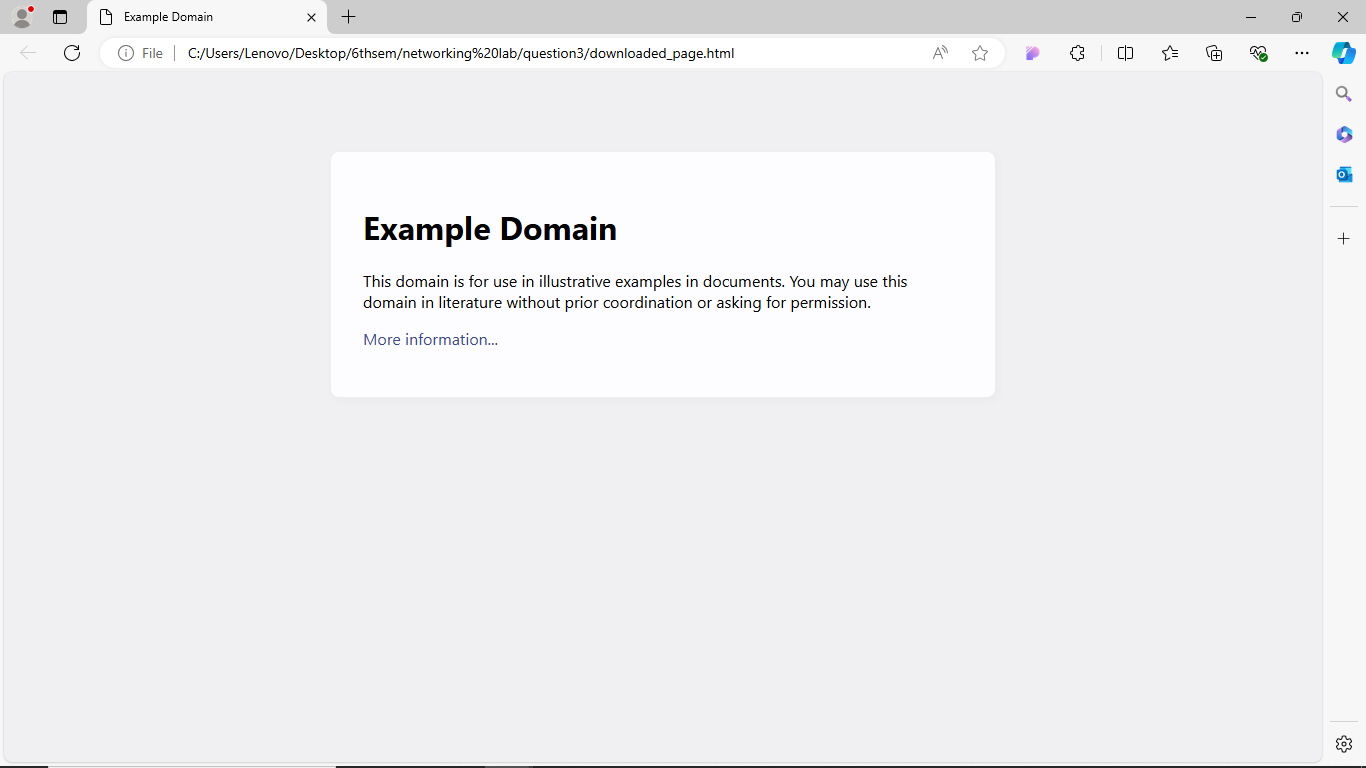 Example Domain
File
C:/Users/Lenovo/Desktop/6thsem/networking%20lab/question3/downloaded_page.html
Example Domain
This domain is for use in illustrative examples in documents. You may use this
domain in literature without prior coordination or asking for permission.
More information...